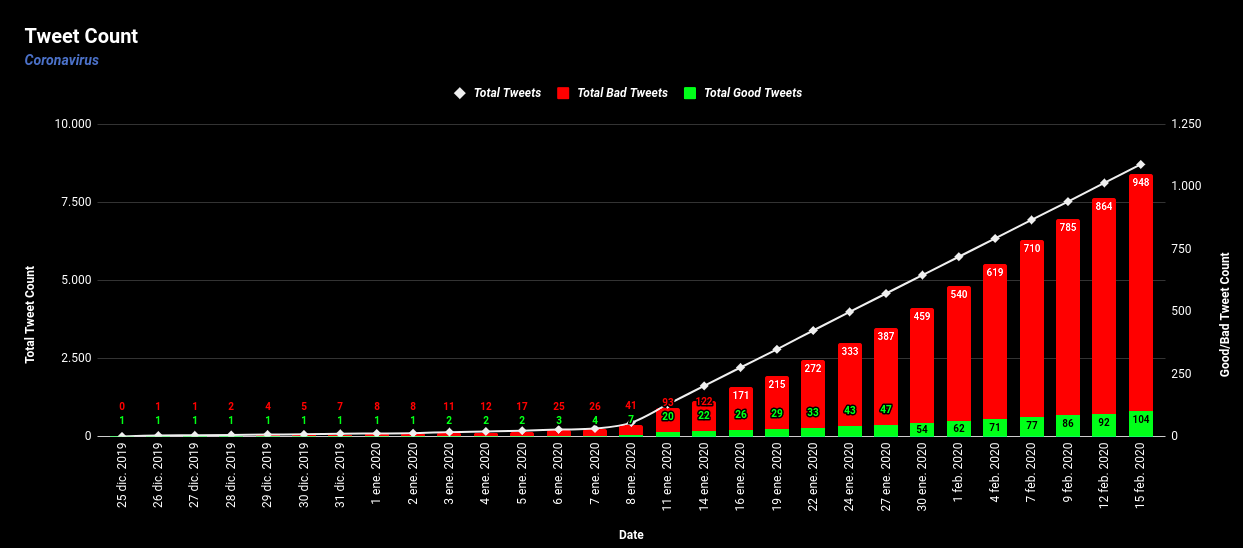 Tweet Count
Coronavirus
Total Tweets Total Bad Tweets Total Good Tweets
10.000 1.250
1.000
7.500
750
5.000
500
2.500
250
0 0
Total Tweet Count
Good/Bad Tweet Count
0 1 1 2 4 5 7 8 8 11 12 17 25 26 41 93 122 171 215 272 333 387 459 540 619 710 785 864 948
1 1 1 1 1 1 1 1 1 2 2 2 3 4 7 20 22 26 29 33 43 47 54 62 71 77 86 92 104
25 dic. 2019
26 dic. 2019
27 dic. 2019
28 dic. 2019
29 dic. 2019
30 dic. 2019
31 dic. 2019
1 ene. 2020
2 ene. 2020
3 ene. 2020
4 ene. 2020
5 ene. 2020
6 ene. 2020
7 ene. 2020
8 ene. 2020
11 ene. 2020
14 ene. 2020
16 ene. 2020
19 ene. 2020
22 ene. 2020
24 ene. 2020
27 ene. 2020
30 ene. 2020
1 feb. 2020
4 feb. 2020
7 feb. 2020
9 feb. 2020
12 feb. 2020
15 feb. 2020
Date